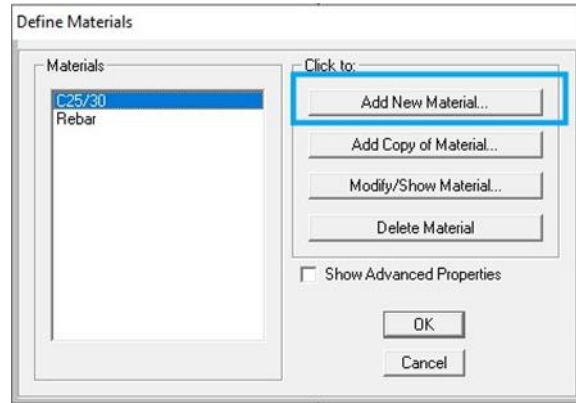 Define Materials
Materials
C25/30
Rebar
Click to:
Add New Material...
Add Copy of Material...
Modify/Show Material...
Delete Material
Show Advanced Properties
OK
Cancel